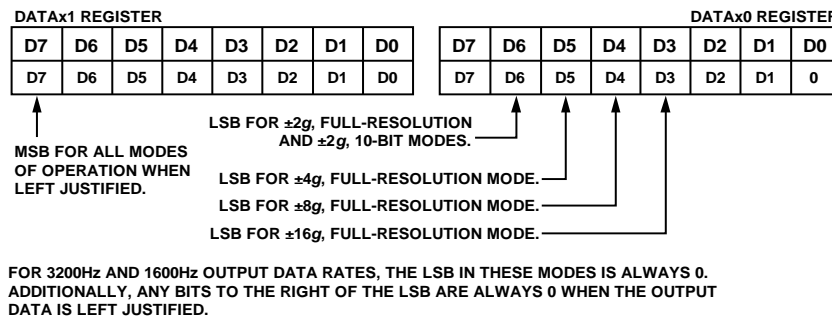 DATAx1 REGISTER DATAx0 REGISTER
D7 D6 D5 D4 D3 D2 D1 D0 D7 D6 D5 D4 D3 D2 D1 D0
D7 D6 D5 D4 D3 D2 D1 D0 D7 D6 D5 D4 D3 D2 D1 0
LSB FOR ±2g, FULL-RESOLUTION
AND ±2g, 10-BIT MODES.
MSB FOR ALL MODES
OF OPERATION WHEN
LEFT JUSTIFIED.
LSB FOR ±4g, FULL-RESOLUTION MODE.
LSB FOR ±8g, FULL-RESOLUTION MODE.
LSB FOR ±16g, FULL-RESOLUTION MODE.
FOR 3200Hz AND 1600Hz OUTPUT DATA RATES, THE LSB IN THESE MODES IS ALWAYS 0.
ADDITIONALLY, ANY BITS TO THE RIGHT OF THE LSB ARE ALWAYS 0 WHEN THE OUTPUT
DATA IS LEFT JUSTIFIED.